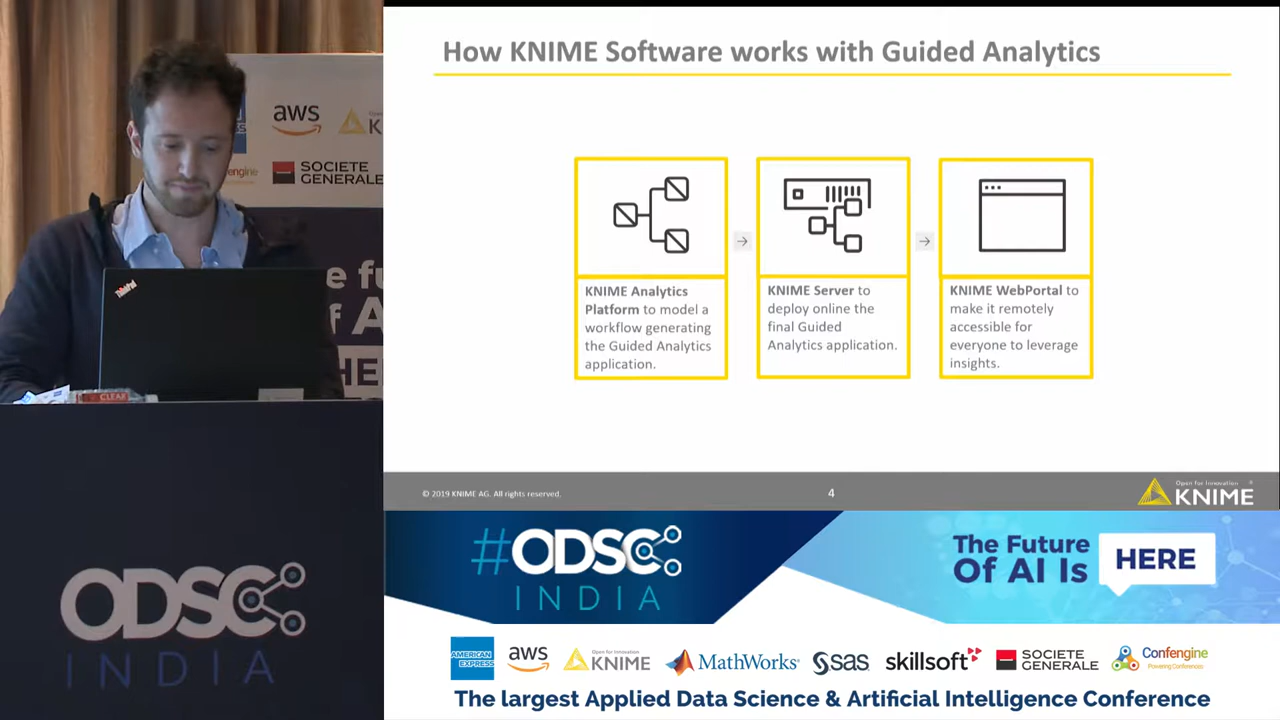 How KNIME Software works with Guided Analytics
KNIME Analytics
Platform to model a
workflow generating
the Guided Analytics
application.
KNIME Server to
deploy online the
final Guided
Analytics application.
KNIME WebPortal to
make it remotely
accessible for
everyone to leverage
insights.
© 2019 KNIME AG. All rights reserved.
4
Open for Innovation
KNIME
aws
SOCIETE
GENERALE
ThinkPad
CLEAR
ODSC
INDIA
#ODSC
INDIA
The Future
Of AI Is
HERE
AMERICAN
EXPRESS
aws
Open for Innovation
KNIME
MathWorks®
sas
skillsoft
SOCIETE
GENERALE
Confengine
Powering Conferences
The largest Applied Data Science & Artificial Intelligence Conference